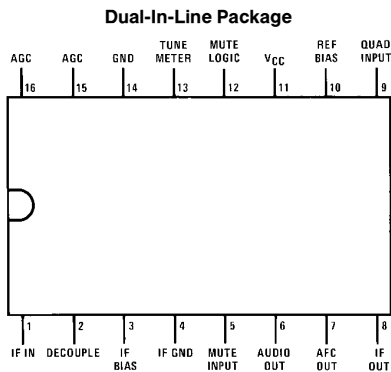 Dual-In-Line Package
TUNE MUTE REF QUAD
AGC AGC GND METER LOGIC VCC BIAS INPUT
16 15 14 13 12 11 10 9
1 2 3 4 5 6 7 8
IF IN DECOUPLE IF IF GND MUTE AUDIO AFC IF
BIAS INPUT OUT OUT OUT